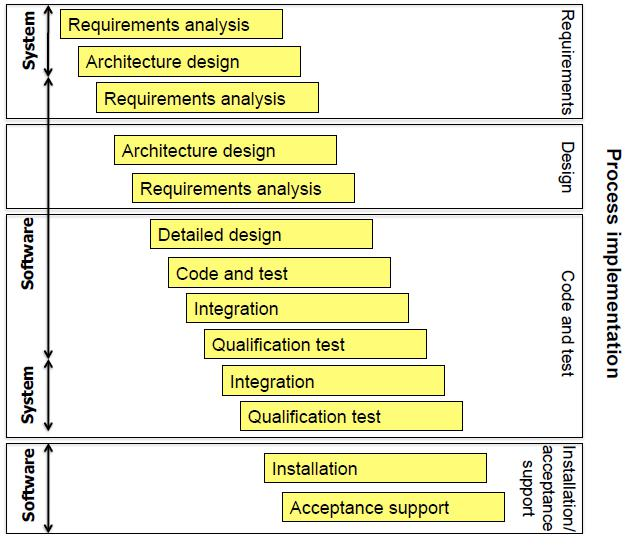 System
Requirements analysis
Architecture design
Requirements analysis
Requirements
Architecture design
Requirements analysis
Design
Software
Detailed design
Code and test
Integration
Qualification test
Code and test
System
Integration
Qualification test
Software
Installation
Acceptance support
Installation/
acceptance
support
Process implementation